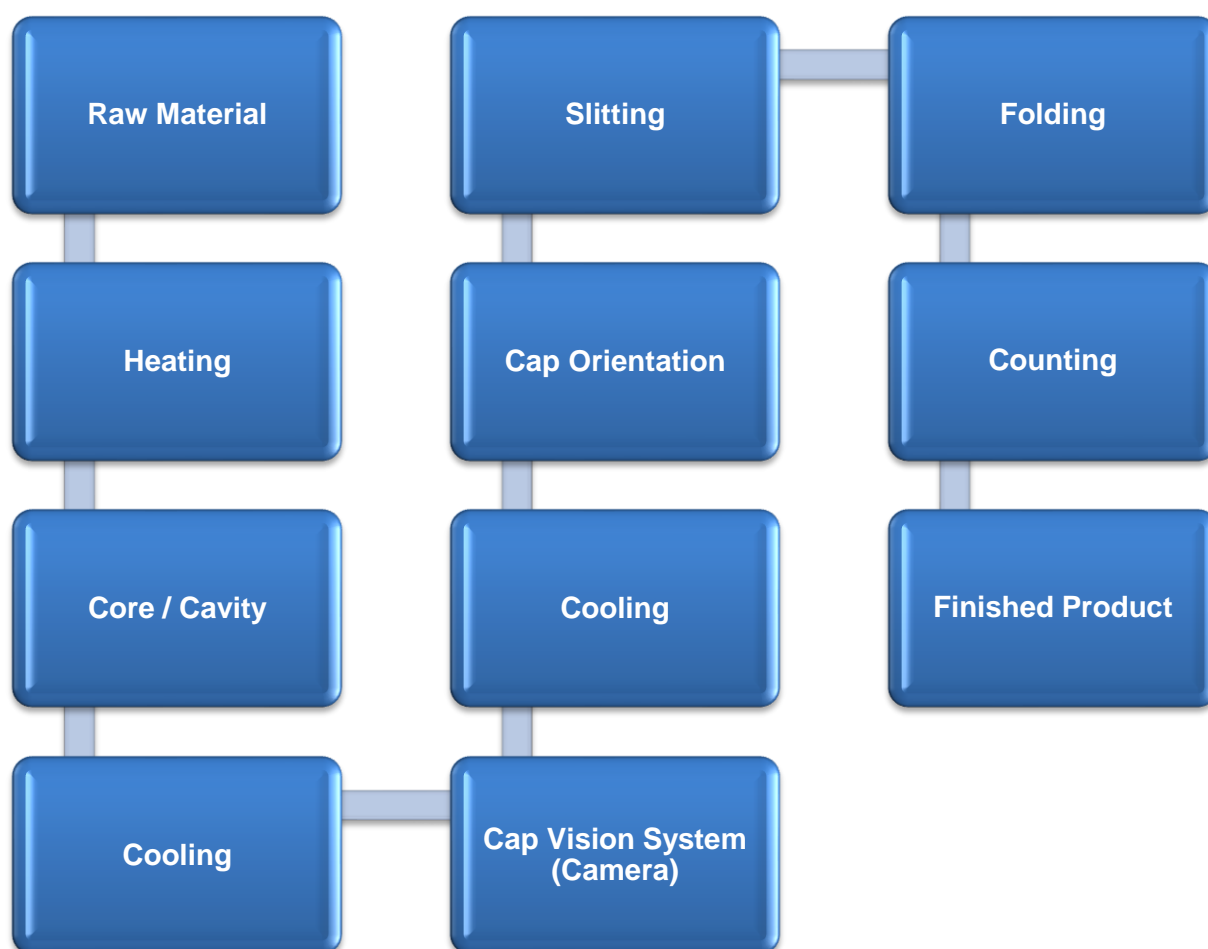 Raw Material
Heating
Core / Cavity
Cooling
Cap Vision System
(Camera)
Cooling
Cap Orientation
Slitting
Folding
Counting
Finished Product